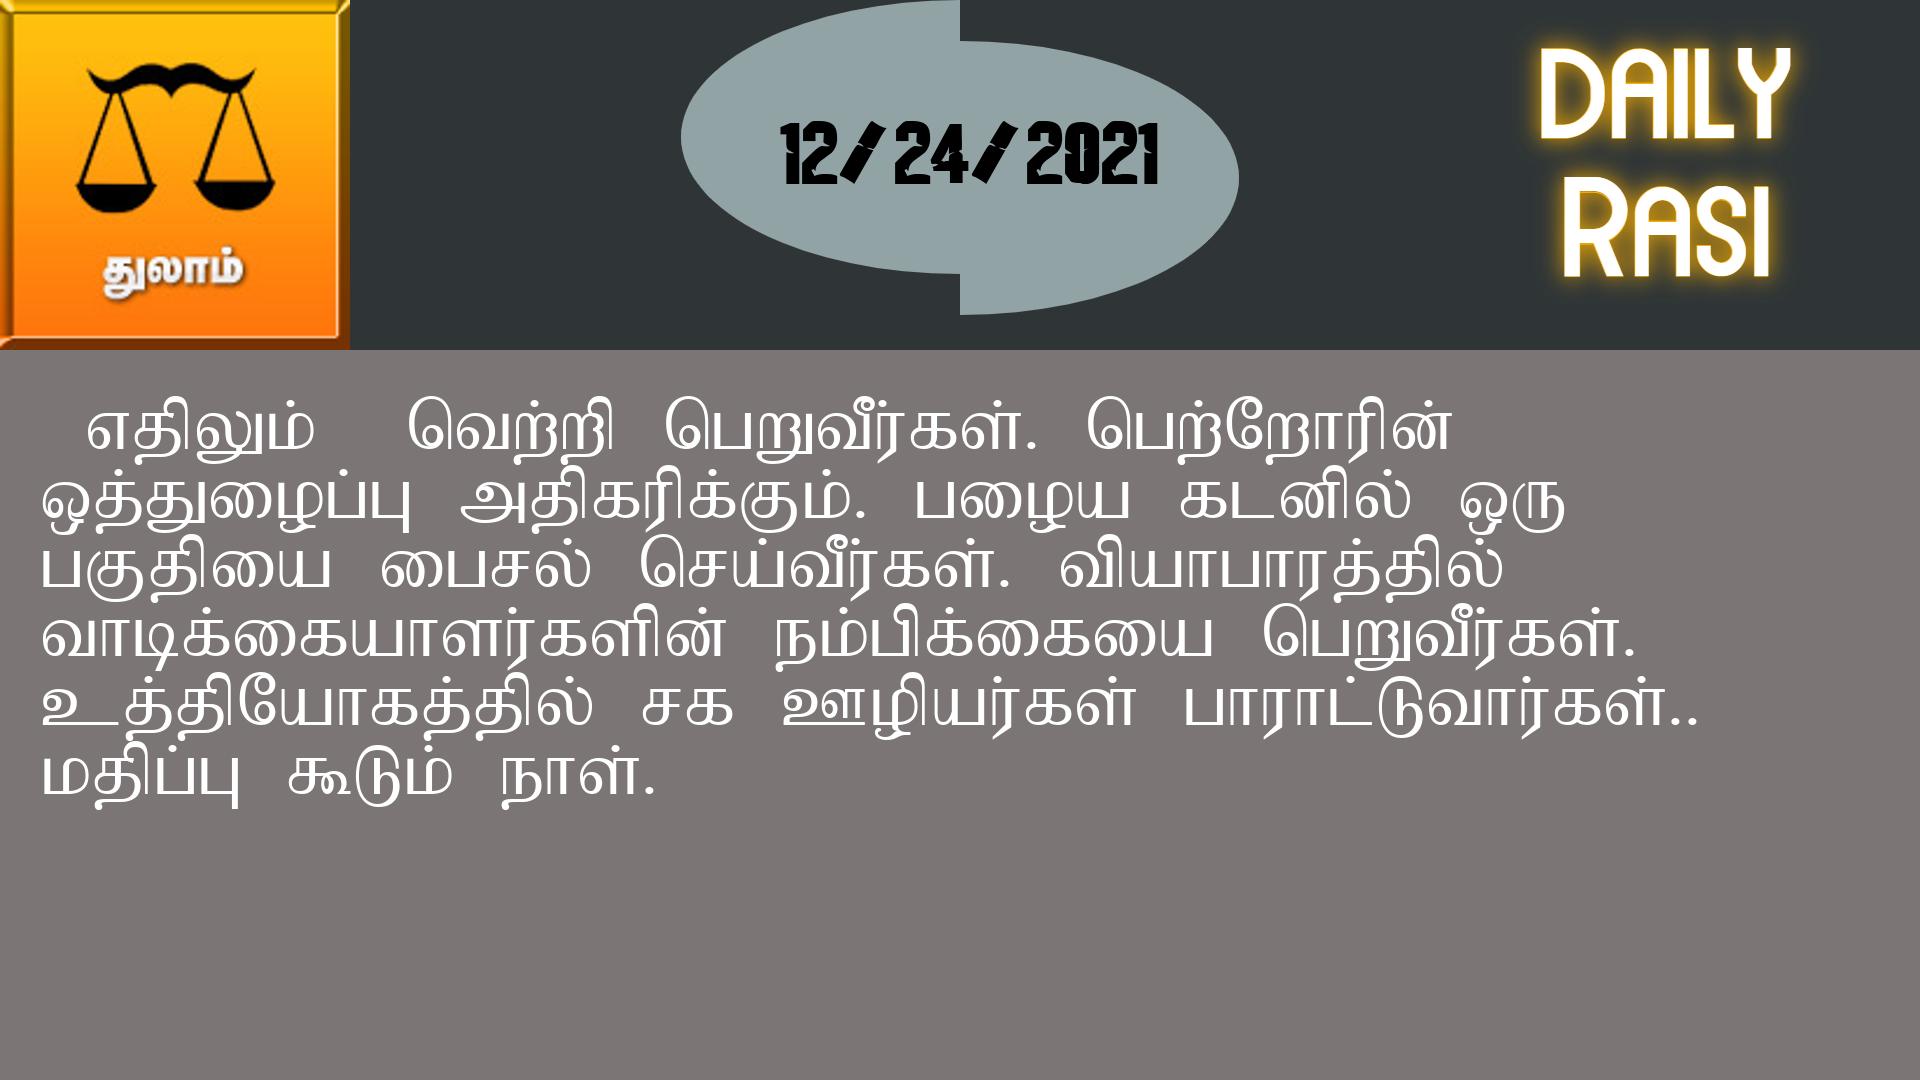 துலாம்
12/24/2021
DAILY
RASI
எதிலும் வெற்றி பெறுவீர்கள். பெற்றோரின்
ஒத்துழைப்பு அதிகரிக்கும். பழைய கடனில் ஒரு
பகுதியை பைசல் செய்வீர்கள். வியாபாரத்தில்
வாடிக்கையாளர்களின் நம்பிக்கையை பெறுவீர்கள்.
உத்தியோகத்தில் சக ஊழியர்கள் பாராட்டுவார்கள்..
மதிப்பு கூடும் நாள்.